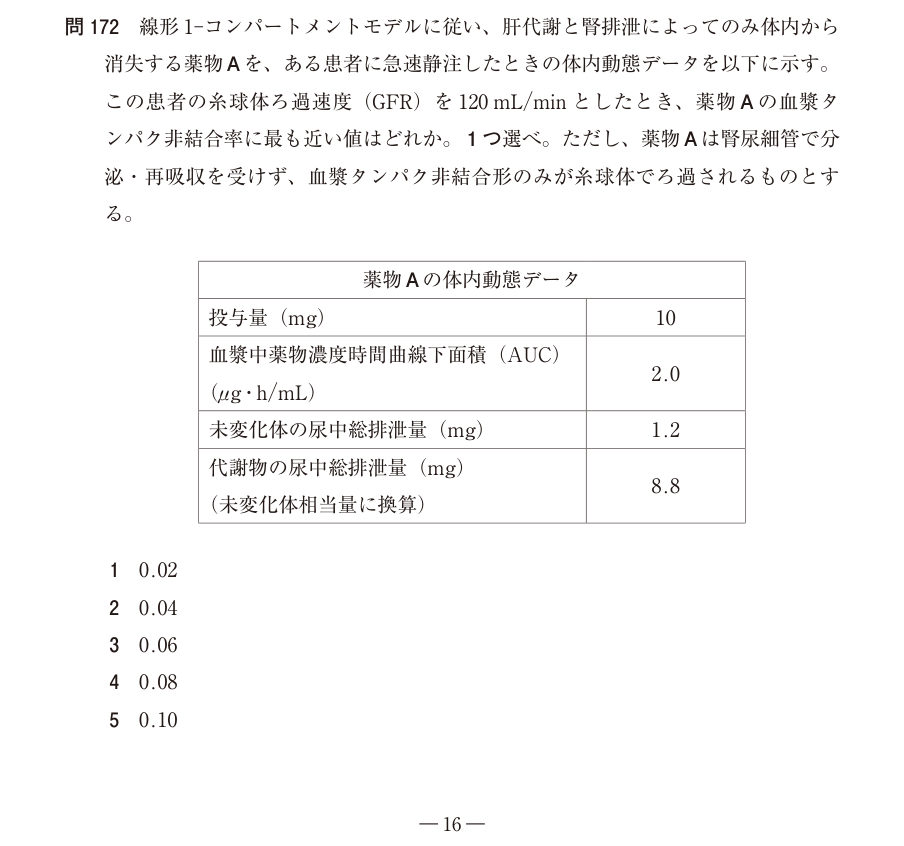 問 172 線形 1-コンパートメントモデルに従い、肝代謝と腎排泄によってのみ体内から
消失する薬物 A を、ある患者に急速静注したときの体内動態データを以下に示す。
この患者の糸球体ろ過速度（GFR）を 120 mL/min としたとき、薬物 A の血漿タ
ンパク非結合率に最も近い値はどれか。1つ選べ。ただし、薬物 A は腎尿細管で分
泌・再吸収を受けず、血漿タンパク非結合形のみが糸球体でろ過されるものとす
る。
薬物 A の体内動態データ
投与量（mg） 10
血漿中薬物濃度時間曲線下面積（AUC）
（μg・h/mL） 2.0
未変化体の尿中総排泄量（mg） 1.2
代謝物の尿中総排泄量（mg）
（未変化体相当量に換算） 8.8
1 0.02
2 0.04
3 0.06
4 0.08
5 0.10
― 16 ―